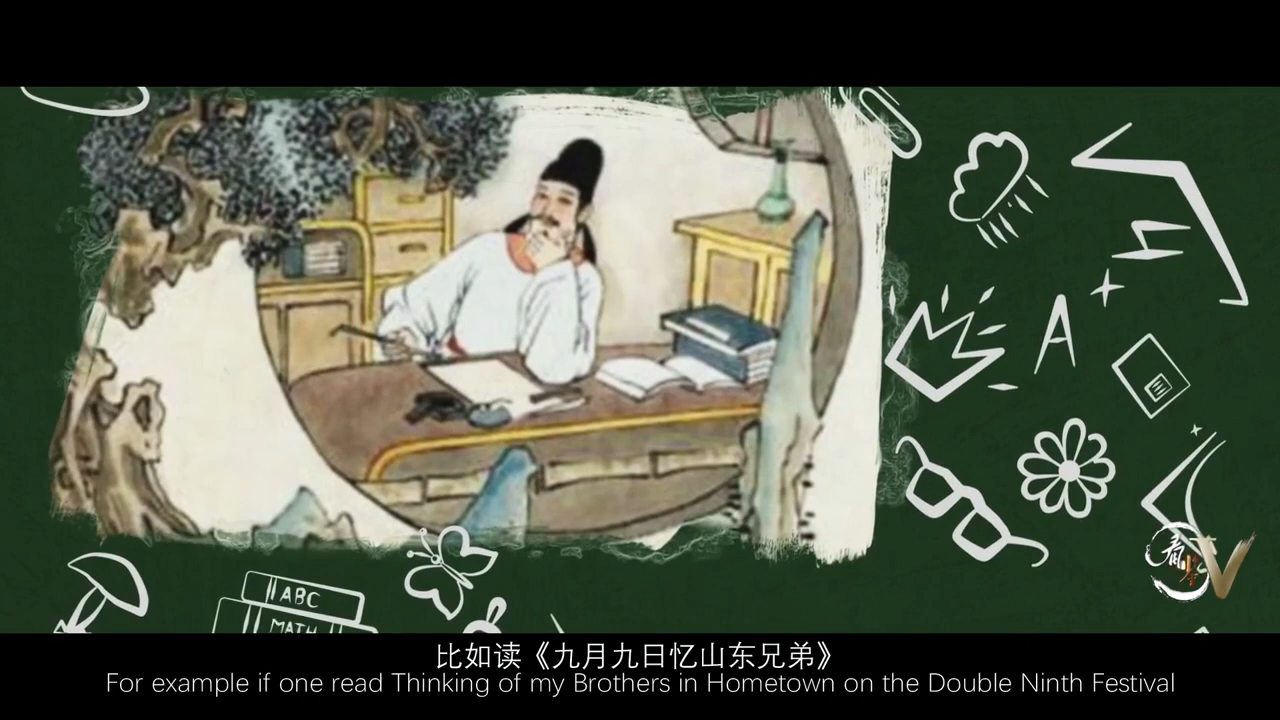 A
ABC
MATH
比如读《九月九日忆山东兄弟》
For example if one read Thinking of my Brothers in Hometown on the Double Ninth Festival